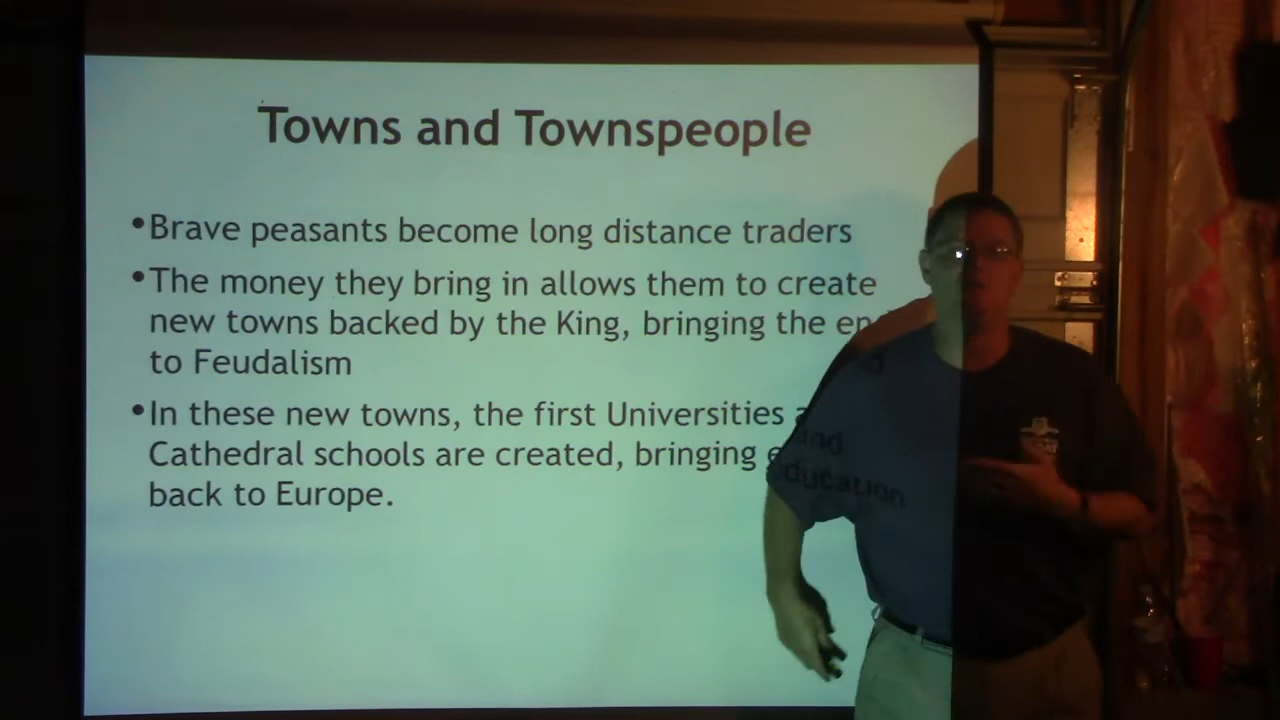 Towns and Townspeople
•Brave peasants become long distance traders
•The money they bring in allows them to create
new towns backed by the King, bringing the end
to Feudalism
•In these new towns, the first Universities and
Cathedral schools are created, bringing education
back to Europe.